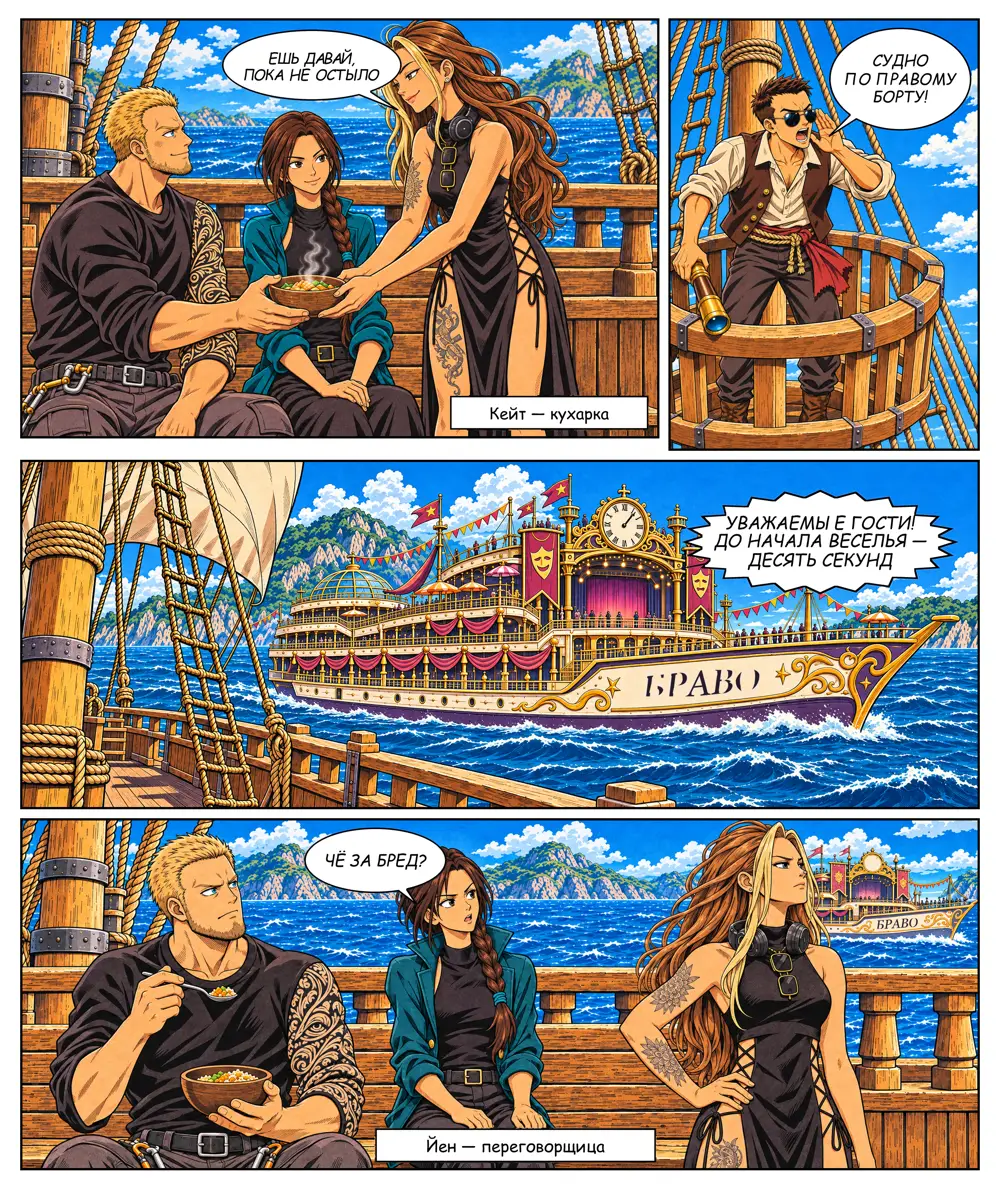 ЕШЬ ДАВАЙ,
ПОКА НЕ ОСТЫЛО
Кейт — кухарка
СУДНО
ПО ПРАВОМУ
БОРТУ!
УВАЖАЕМЫЕ ГОСТИ!
ДО НАЧАЛА ВЕСЕЛЬЯ —
ДЕСЯТЬ СЕКУНД
БРАВО
ЧЁ ЗА БРЕД?
БРАВО
Йен — переговорщица